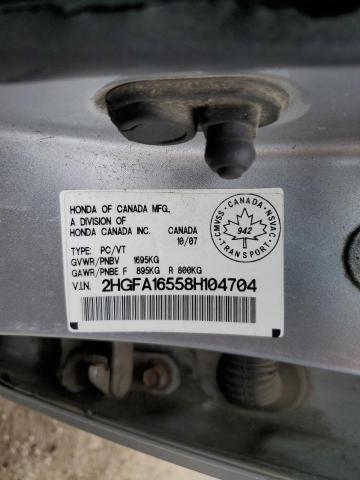 HONDA OF CANADA MFG.
A DIVISION OF
HONDA CANADA INC. CANADA
10/07
TYPE: PC/VT
GVWR/PNBV 1695KG
GAWR/PNBE F 895KG R 800KG
V.I.N. 2HGFA16558H104704
CANADA
CMVSS
NSVAC
942
TRANSPORT